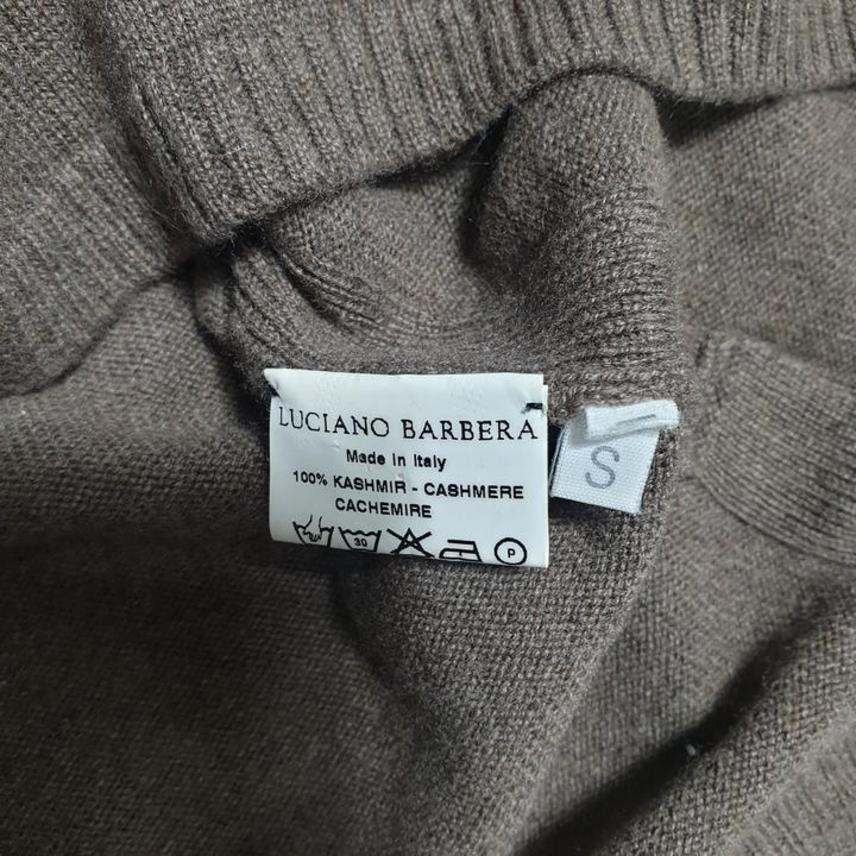 LUCIANO BARBERA
Made in Italy
100% KASHMIR - CASHMERE
CACHEMIRE
30
P
S